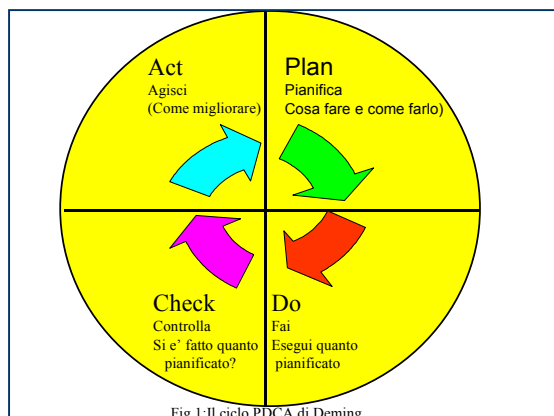 Act
Agisci
(Come migliorare)
Plan
Pianifica
Cosa fare e come farlo)
Check
Controlla
Si e' fatto quanto
pianificato?
Do
Fai
Esegui quanto
pianificato
Fig 1:Il ciclo PDCA di Deming